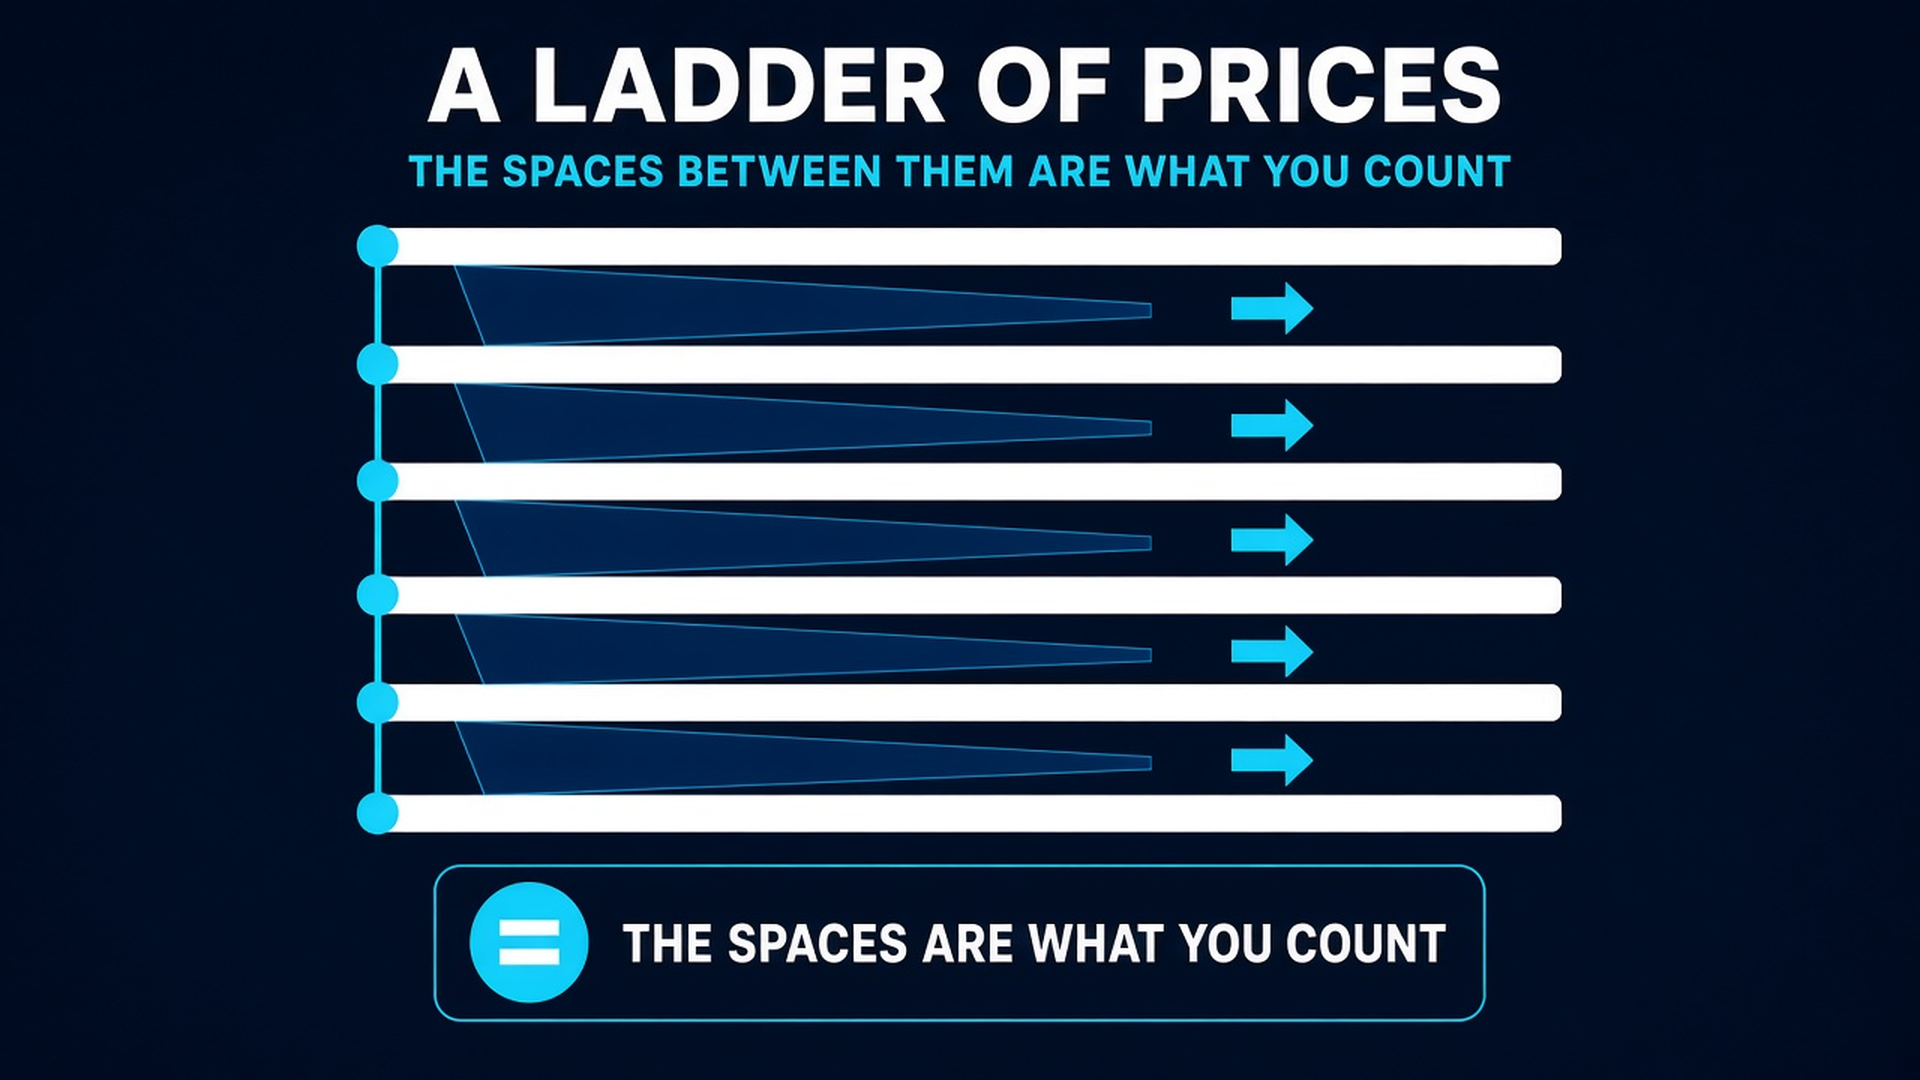 A LADDER OF PRICES
THE SPACES BETWEEN THEM ARE WHAT YOU COUNT
THE SPACES ARE WHAT YOU COUNT